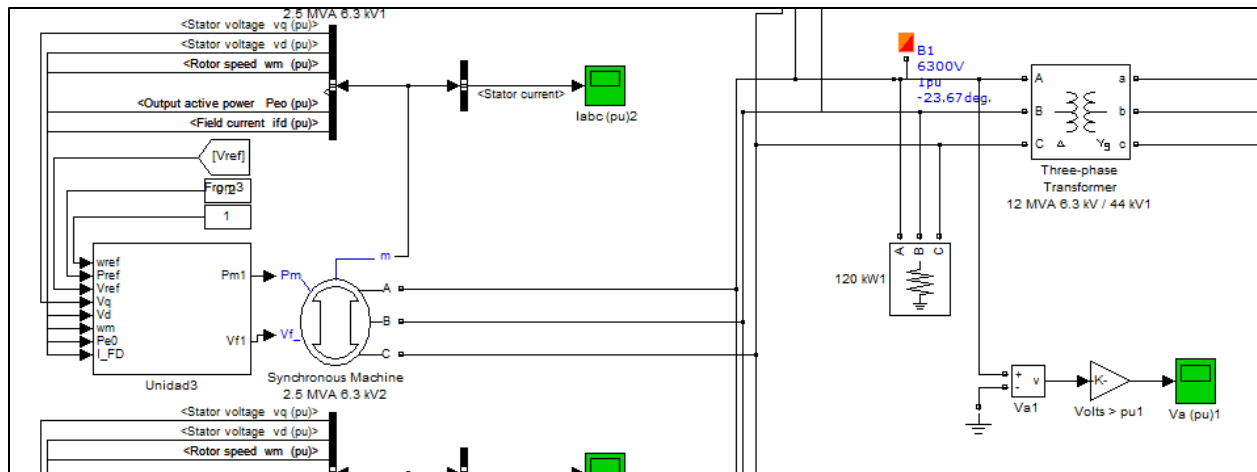 2.5 MVA 6.3 kV1
<Stator voltage vq (pu)>
<Stator voltage vd (pu)>
<Rotor speed wm (pu)>
<Output active power Peo (pu)>
<Field current ifd (pu)>
<Stator current>
Iabc (pu)2
[Vref]
From3
1
wref
Pref
Vref
Vq
Vd
wm
Pe0
I_FD
Pm1
Vf1
Unidad3
Pm
Vf_
m
A
B
C
Synchronous Machine
2.5 MVA 6.3 kV2
B1
6300V
1pu
-23.67deg.
A
B
C
a
b
c
Δ
Yg
Three-phase
Transformer
12 MVA 6.3 kV / 44 kV1
A
B
C
120 kW1
+
-
v
Va1
-K-
Volts > pu1
Va (pu)1
<Stator voltage vq (pu)>
<Stator voltage vd (pu)>
<Rotor speed wm (pu)>